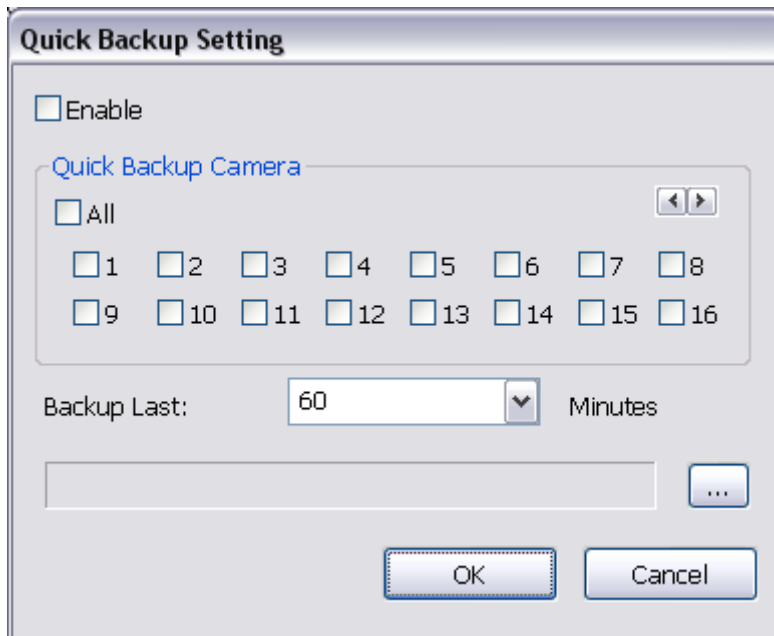 Quick Backup Setting
Enable
Quick Backup Camera
All
1 2 3 4 5 6 7 8
9 10 11 12 13 14 15 16
Backup Last: 60 Minutes
...
OK Cancel